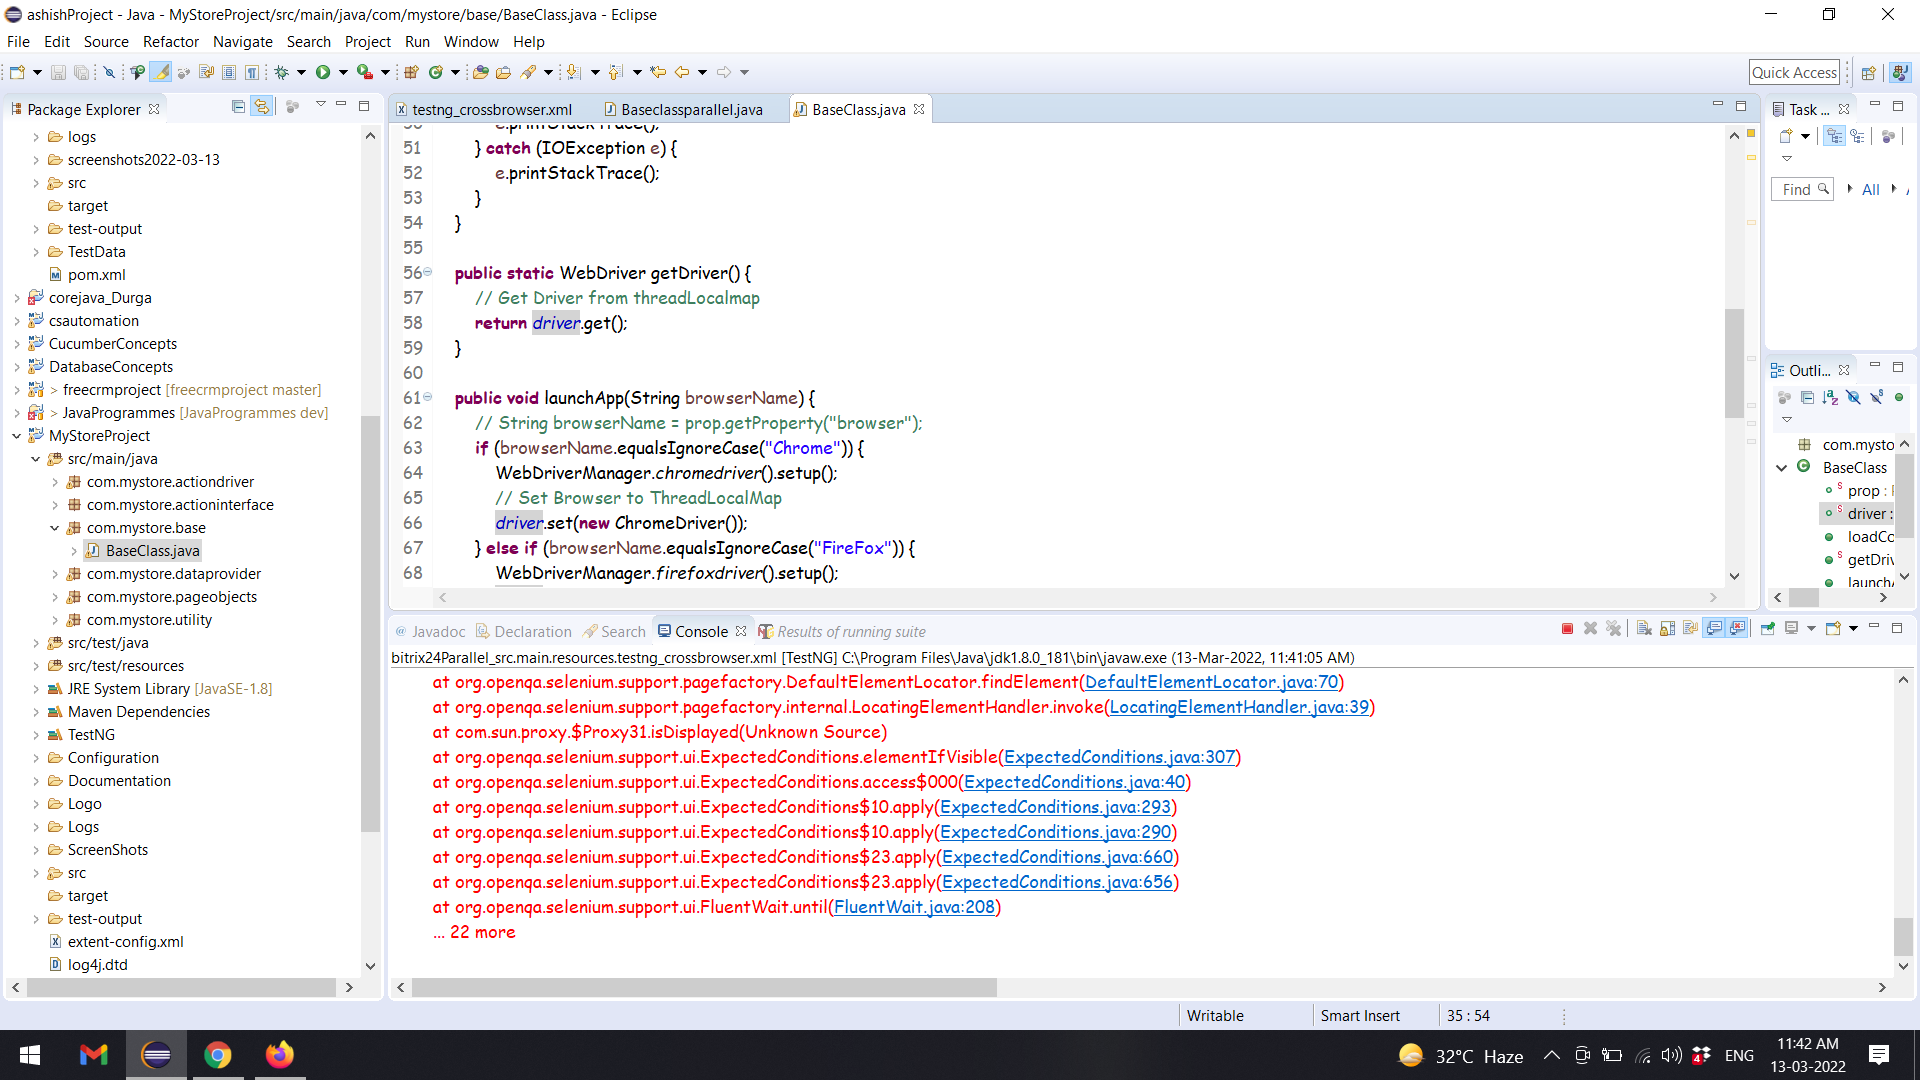 ashishProject - Java - MyStoreProject/src/main/java/com/mystore/base/BaseClass.java - Eclipse
File Edit Source Refactor Navigate Search Project Run Window Help
Quick Access
Package Explorer
logs
screenshots2022-03-13
src
target
test-output
TestData
pom.xml
corejava_Durga
csautomation
CucumberConcepts
DatabaseConcepts
> freecrmproject [freecrmproject master]
> JavaProgrammes [JavaProgrammes dev]
MyStoreProject
src/main/java
com.mystore.actiondriver
com.mystore.actioninterface
com.mystore.base
BaseClass.java
com.mystore.dataprovider
com.mystore.pageobjects
com.mystore.utility
src/test/java
src/test/resources
JRE System Library [JavaSE-1.8]
Maven Dependencies
TestNG
Configuration
Documentation
Logo
Logs
ScreenShots
src
target
test-output
extent-config.xml
log4j.dtd
testng_crossbrowser.xml Baseclassparallel.java BaseClass.java
50 e.printStackTrace();
51 } catch (IOException e) {
52 e.printStackTrace();
53 }
54 }
55
56 public static WebDriver getDriver() {
57 // Get Driver from threadLocalmap
58 return driver.get();
59 }
60
61 public void launchApp(String browserName) {
62 // String browserName = prop.getProperty("browser");
63 if (browserName.equalsIgnoreCase("Chrome")) {
64 WebDriverManager.chromedriver().setup();
65 // Set Browser to ThreadLocalMap
66 driver.set(new ChromeDriver());
67 } else if (browserName.equalsIgnoreCase("FireFox")) {
68 WebDriverManager.firefoxdriver().setup();
Task ...
Find All
Outli...
com.mysto
BaseClass
prop :
driver :
loadCo
getDriv
launch
Javadoc Declaration Search Console Results of running suite
bitrix24Parallel_src.main.resources.testng_crossbrowser.xml [TestNG] C:\Program Files\Java\jdk1.8.0_181\bin\javaw.exe (13-Mar-2022, 11:41:05 AM)
at org.openqa.selenium.support.pagefactory.DefaultElementLocator.findElement(DefaultElementLocator.java:70)
at org.openqa.selenium.support.pagefactory.internal.LocatingElementHandler.invoke(LocatingElementHandler.java:39)
at com.sun.proxy.$Proxy31.isDisplayed(Unknown Source)
at org.openqa.selenium.support.ui.ExpectedConditions.elementIfVisible(ExpectedConditions.java:307)
at org.openqa.selenium.support.ui.ExpectedConditions.access$000(ExpectedConditions.java:40)
at org.openqa.selenium.support.ui.ExpectedConditions$10.apply(ExpectedConditions.java:293)
at org.openqa.selenium.support.ui.ExpectedConditions$10.apply(ExpectedConditions.java:290)
at org.openqa.selenium.support.ui.ExpectedConditions$23.apply(ExpectedConditions.java:660)
at org.openqa.selenium.support.ui.ExpectedConditions$23.apply(ExpectedConditions.java:656)
at org.openqa.selenium.support.ui.FluentWait.until(FluentWait.java:208)
... 22 more
Writable Smart Insert 35 : 54
32°C Haze 4 ENG 11:42 AM
13-03-2022